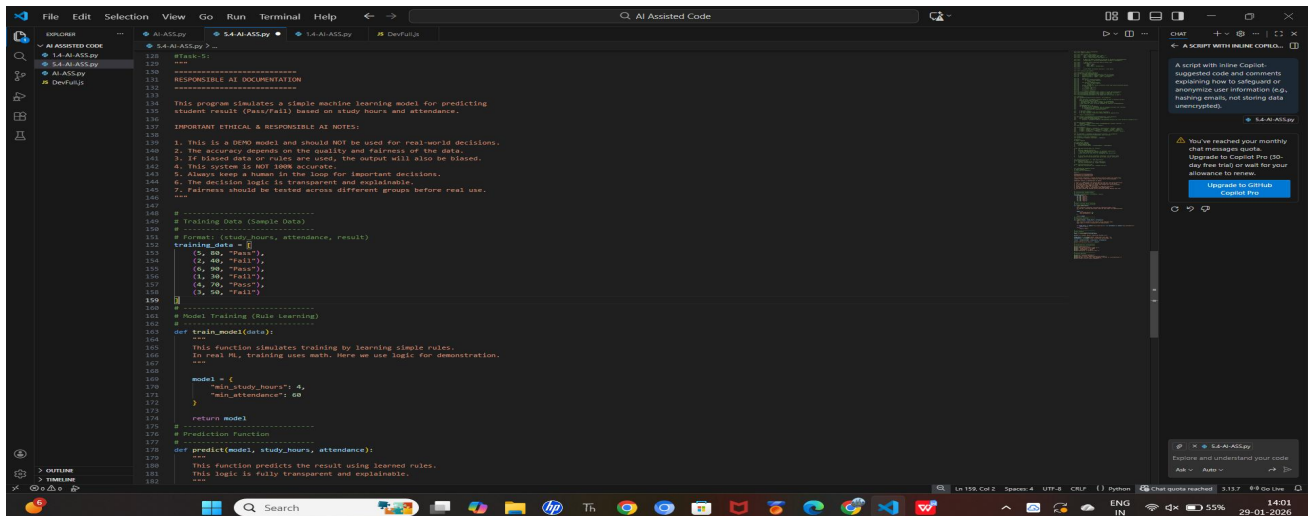 File Edit Selection View Go Run Terminal Help
AI Assisted Code
EXPLORER
AI ASSISTED CODE
1.4-AI-ASS.py
5.4-AI-ASS.py
AI-ASS.py
JS DevFull.js
OUTLINE
TIMELINE
AI-ASS.py
5.4-AI-ASS.py
1.4-AI-ASS.py
JS DevFull.js
5.4-AI-ASS.py > ...
128 #Task-5:
129 """
130 ==========================
131 RESPONSIBLE AI DOCUMENTATION
132 ==========================
133
134 This program simulates a simple machine learning model for predicting
135 student result (Pass/Fail) based on study hours and attendance.
136
137 IMPORTANT ETHICAL & RESPONSIBLE AI NOTES:
138
139 1. This is a DEMO model and should NOT be used for real-world decisions.
140 2. The accuracy depends on the quality and fairness of the data.
141 3. If biased data or rules are used, the output will also be biased.
142 4. This system is NOT 100% accurate.
143 5. Always keep a human in the loop for important decisions.
144 6. The decision logic is transparent and explainable.
145 7. Fairness should be tested across different groups before real use.
146 """
147
148 # ----------------------------
149 # Training Data (Sample Data)
150 # ----------------------------
151 # Format: (study_hours, attendance, result)
152 training_data = [
153 (5, 80, "Pass"),
154 (2, 40, "Fail"),
155 (6, 90, "Pass"),
156 (1, 30, "Fail"),
157 (4, 70, "Pass"),
158 (3, 50, "Fail")
159 ]
160 # ----------------------------
161 # Model Training (Rule Learning)
162 # ----------------------------
163 def train_model(data):
164 """
165 This function simulates training by learning simple rules.
166 In real ML, training uses math. Here we use logic for demonstration.
167 """
168
169 model = {
170 "min_study_hours": 4,
171 "min_attendance": 60
172 }
173
174 return model
175 # ----------------------------
176 # Prediction Function
177 # ----------------------------
178 def predict(model, study_hours, attendance):
179 """
180 This function predicts the result using learned rules.
181 This logic is fully transparent and explainable.
182 """
CHAT
A SCRIPT WITH INLINE COPILO...
A script with inline Copilot-
suggested code and comments
explaining how to safeguard or
anonymize user information (e.g.,
hashing emails, not storing data
unencrypted).
5.4-AI-ASS.py
You've reached your monthly
chat messages quota.
Upgrade to Copilot Pro (30-
day free trial) or wait for your
allowance to renew.
Upgrade to GitHub
Copilot Pro
5.4-AI-ASS.py
Explore and understand your code
Ask Auto
0 0
Ln 159, Col 2 Spaces: 4 UTF-8 CRLF {} Python Chat quota reached 3.13.7 Go Live
6
Search
hp
Th
ENG
IN
55%
14:01
29-01-2026